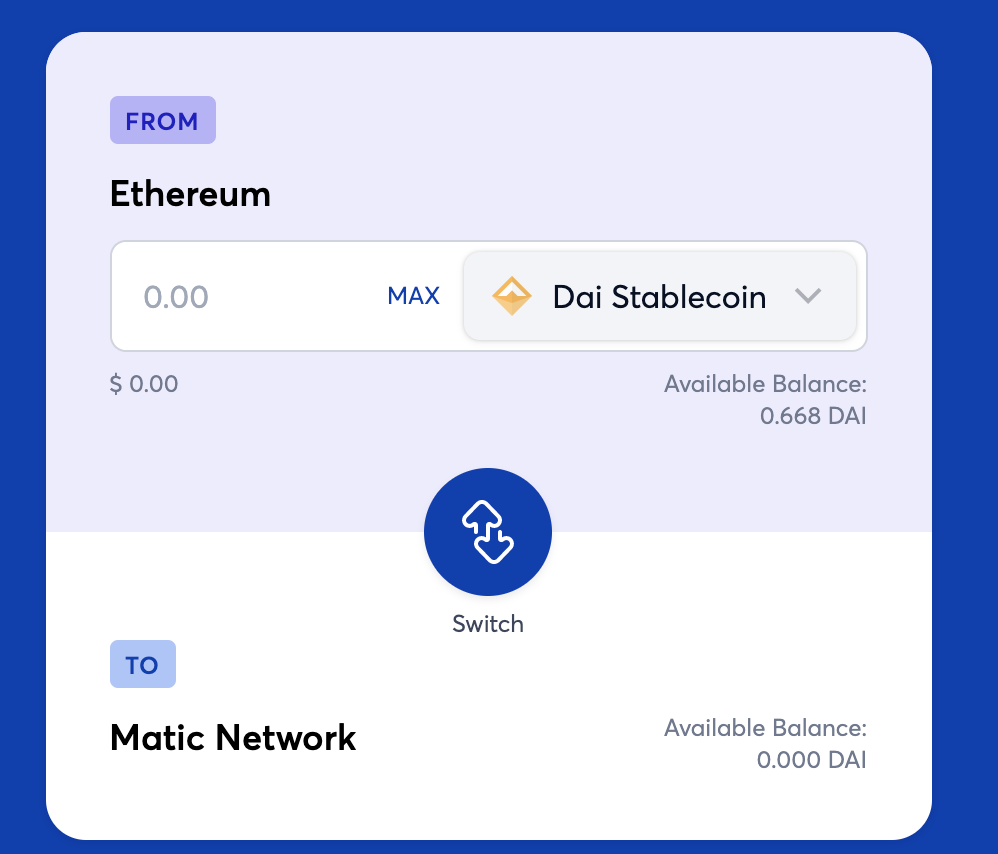 FROM
Ethereum
0.00 MAX Dai Stablecoin
$ 0.00 Available Balance:
0.668 DAI
Switch
TO
Matic Network Available Balance:
0.000 DAI